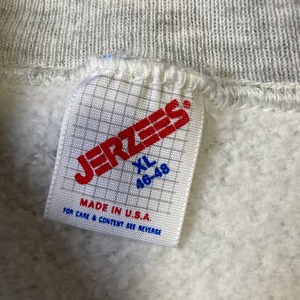 JERZEES®
XL
46-48
MADE IN U.S.A.
FOR CARE & CONTENT SEE REVERSE